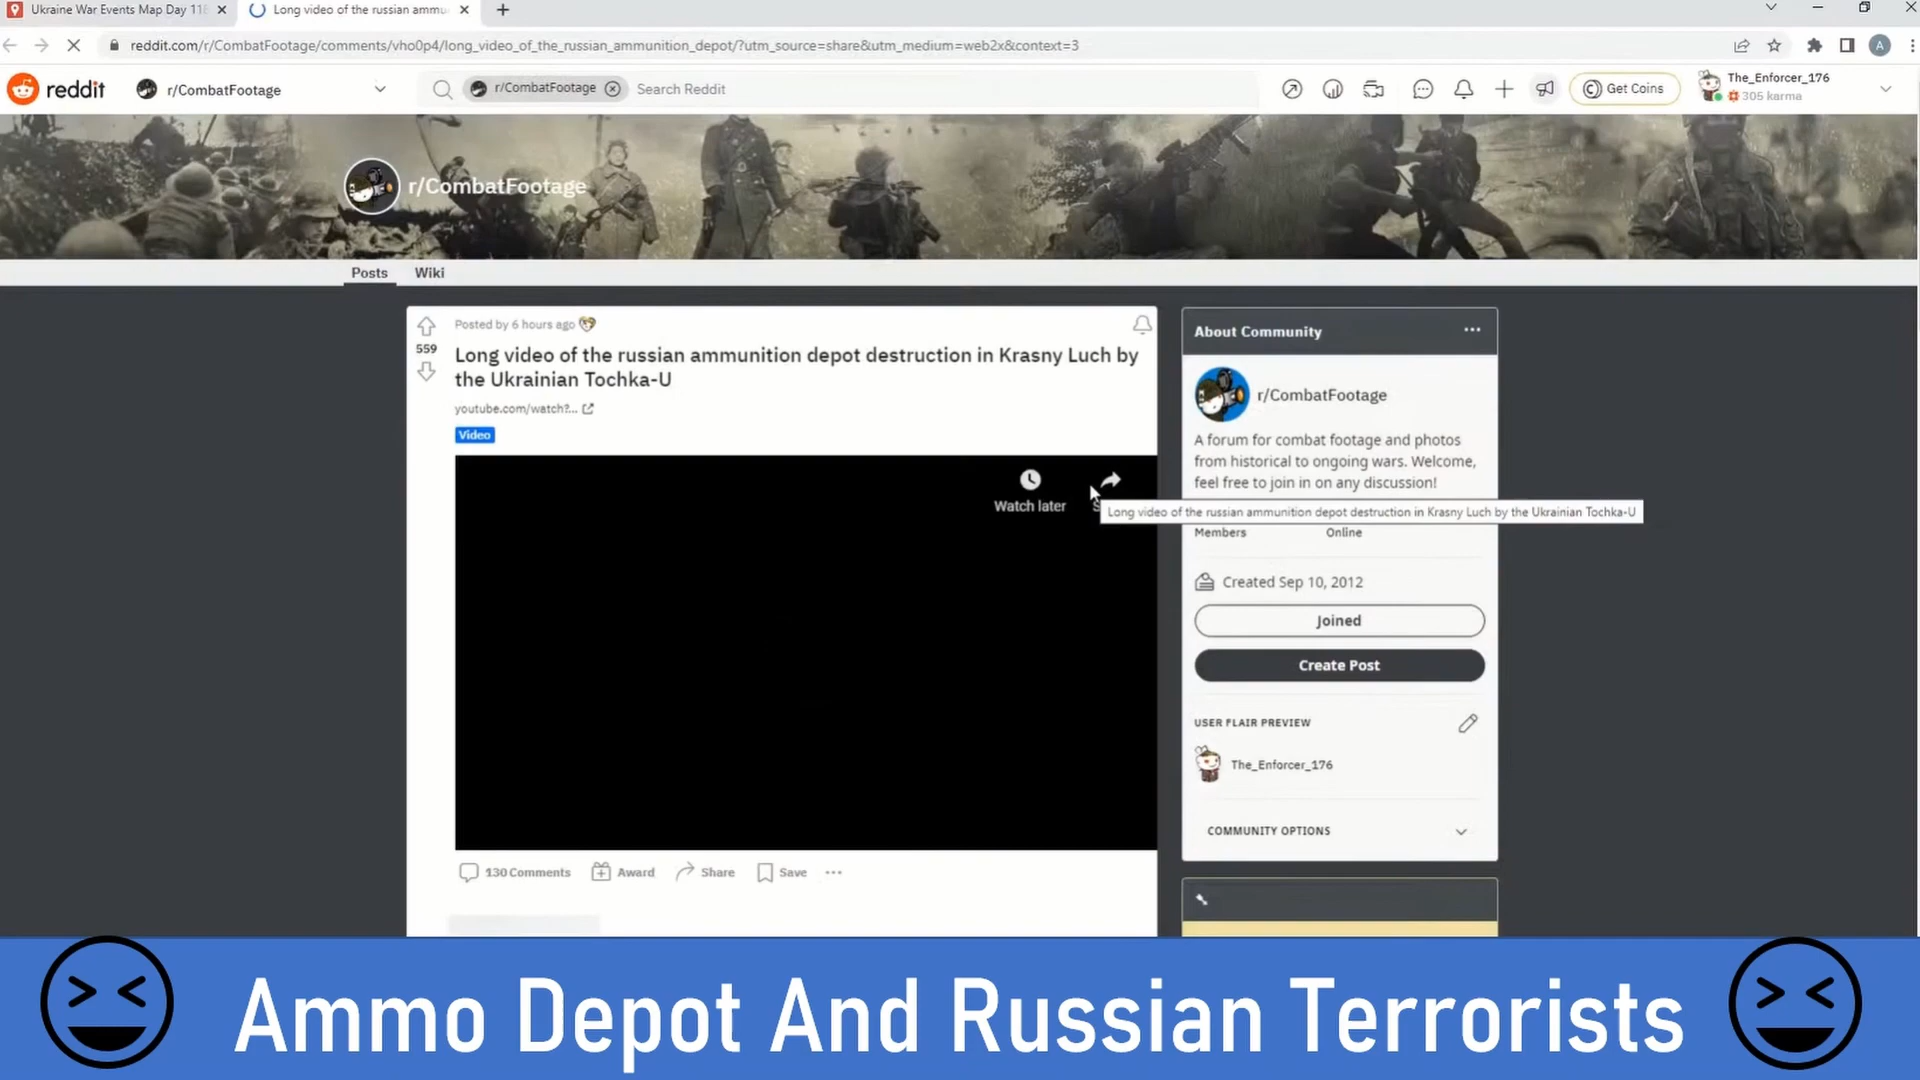 Ukraine War Events Map Day 118
Long video of the russian ammu
reddit.com/r/CombatFootage/comments/vho0p4/long_video_of_the_russian_ammunition_depot/?utm_source=share&utm_medium=web2x&context=3
A
reddit
r/CombatFootage
r/CombatFootage
Search Reddit
Get Coins
The_Enforcer_176
305 karma
r/CombatFootage
Posts
Wiki
Posted by 6 hours ago
559
Long video of the russian ammunition depot destruction in Krasny Luch by
the Ukrainian Tochka-U
youtube.com/watch?...
Video
Watch later
Long video of the russian ammunition depot destruction in Krasny Luch by the Ukrainian Tochka-U
130 Comments
Award
Share
Save
About Community
r/CombatFootage
A forum for combat footage and photos
from historical to ongoing wars. Welcome,
feel free to join in on any discussion!
Members
Online
Created Sep 10, 2012
Joined
Create Post
USER FLAIR PREVIEW
The_Enforcer_176
COMMUNITY OPTIONS
Ammo Depot And Russian Terrorists